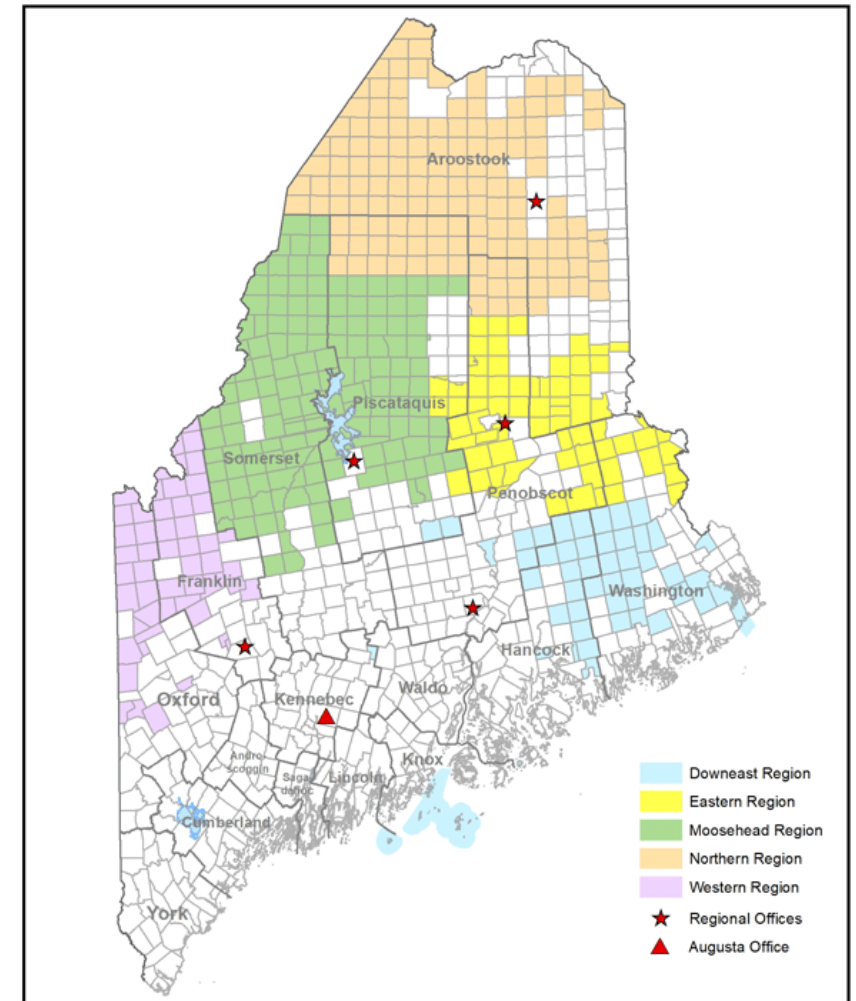 Aroostook
Piscataquis
Somerset
Penobscot
Franklin
Washington
Hancock
Oxford
Kennebec
Waldo
Andro-
scoggin
Knox
Saga-
dahoc
Lincoln
Cumberland
York
Downeast Region
Eastern Region
Moosehead Region
Northern Region
Western Region
Regional Offices
Augusta Office